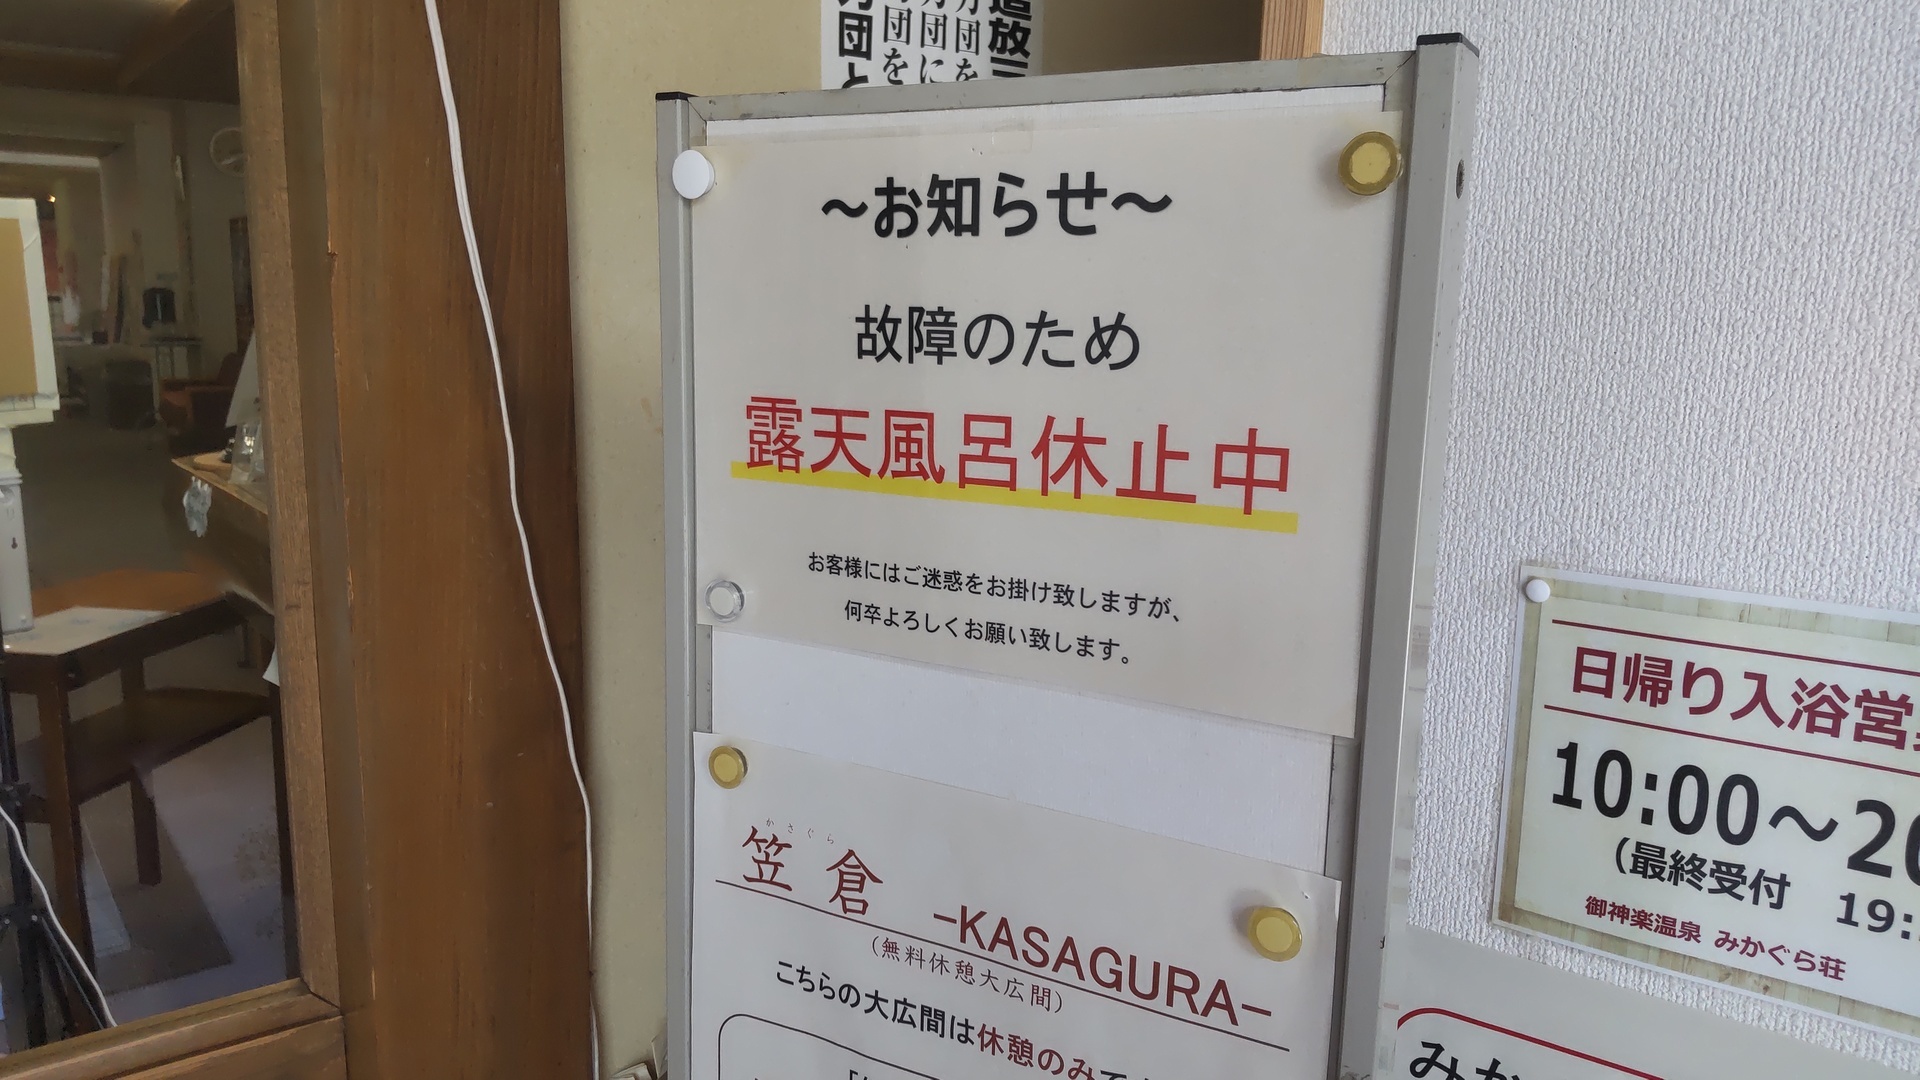 ～お知らせ～
故障のため
露天風呂休止中
お客様にはご迷惑をお掛け致しますが、
何卒よろしくお願い致します。
かさぐら
笠倉 –KASAGURA–
（無料休憩大広間）
こちらの大広間は休憩のみ
日帰り入浴営
10:00～20
（最終受付 19:
御神楽温泉 みかぐら荘
みか